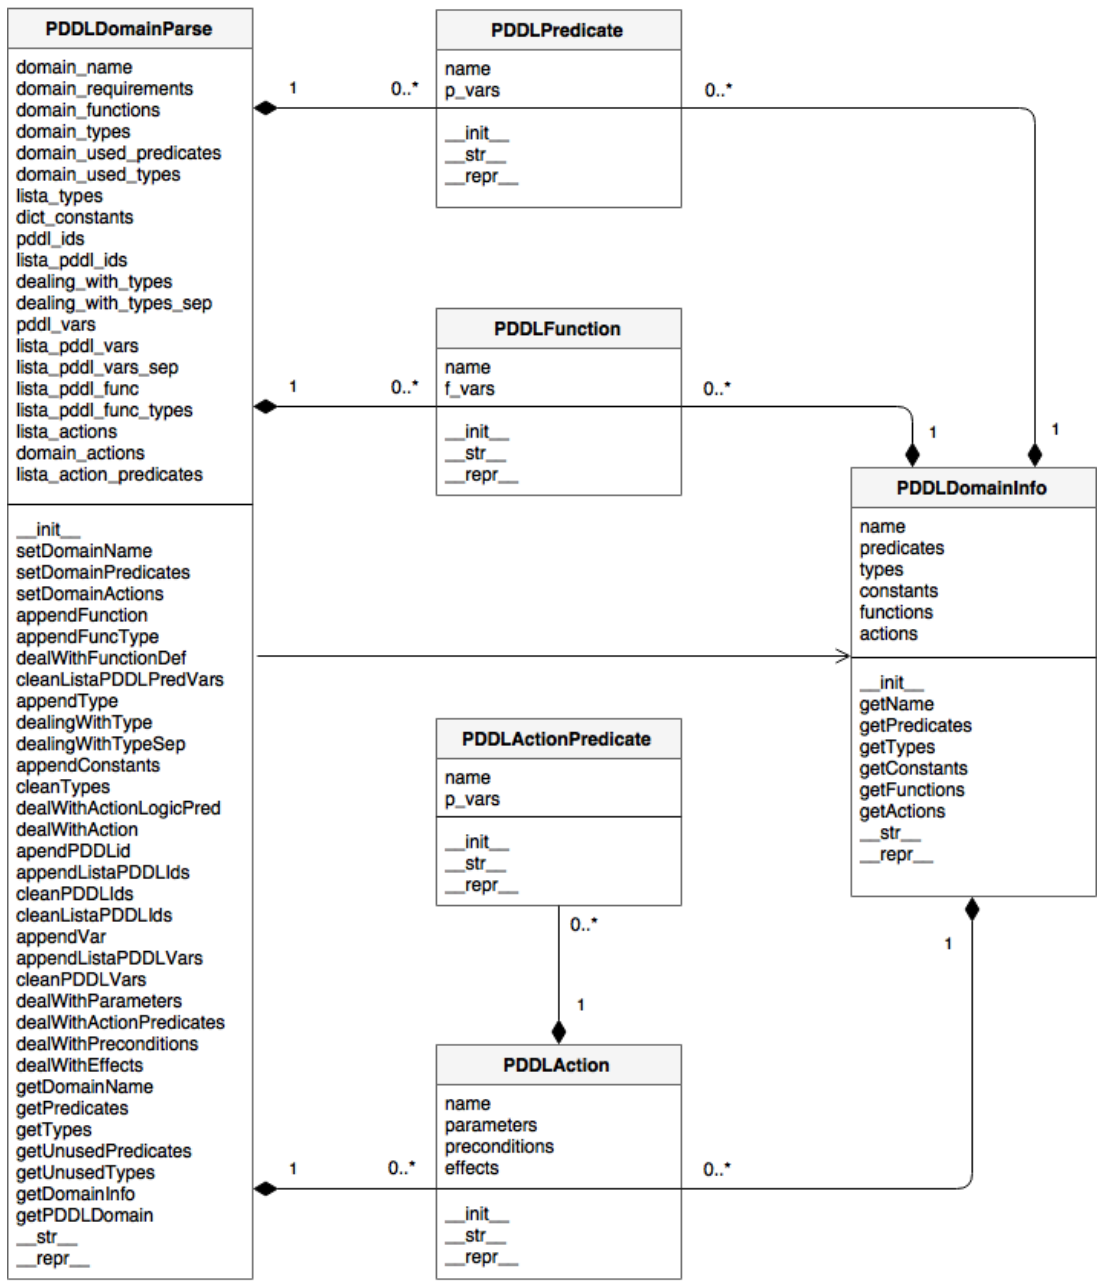 PDDLDomainParse
domain_name
domain_requirements
domain_functions
domain_types
domain_used_predicates
domain_used_types
lista_types
dict_constants
pddl_ids
lista_pddl_ids
dealing_with_types
dealing_with_types_sep
pddl_vars
lista_pddl_vars
lista_pddl_vars_sep
lista_pddl_func
lista_pddl_func_types
lista_actions
domain_actions
lista_action_predicates
__init__
setDomainName
setDomainPredicates
setDomainActions
appendFunction
appendFuncType
dealWithFunctionDef
cleanListaPDDLPredVars
appendType
dealingWithType
dealingWithTypeSep
appendConstants
cleanTypes
dealWithActionLogicPred
dealWithAction
apendPDDLid
appendListaPDDLIds
cleanPDDLIds
cleanListaPDDLIds
appendVar
appendListaPDDLVars
cleanPDDLVars
dealWithParameters
dealWithActionPredicates
dealWithPreconditions
dealWithEffects
getDomainName
getPredicates
getTypes
getUnusedPredicates
getUnusedTypes
getDomainInfo
getPDDLDomain
__str__
__repr__
1
0..*
PDDLPredicate
name
p_vars
__init__
__str__
__repr__
0..*
1
1
0..*
PDDLFunction
name
f_vars
__init__
__str__
__repr__
0..*
1
PDDLDomainInfo
name
predicates
types
constants
functions
actions
__init__
getName
getPredicates
getTypes
getConstants
getFunctions
getActions
__str__
__repr__
1
PDDLActionPredicate
name
p_vars
__init__
__str__
__repr__
0..*
1
PDDLAction
name
parameters
preconditions
effects
__init__
__str__
__repr__
1
0..*
0..*